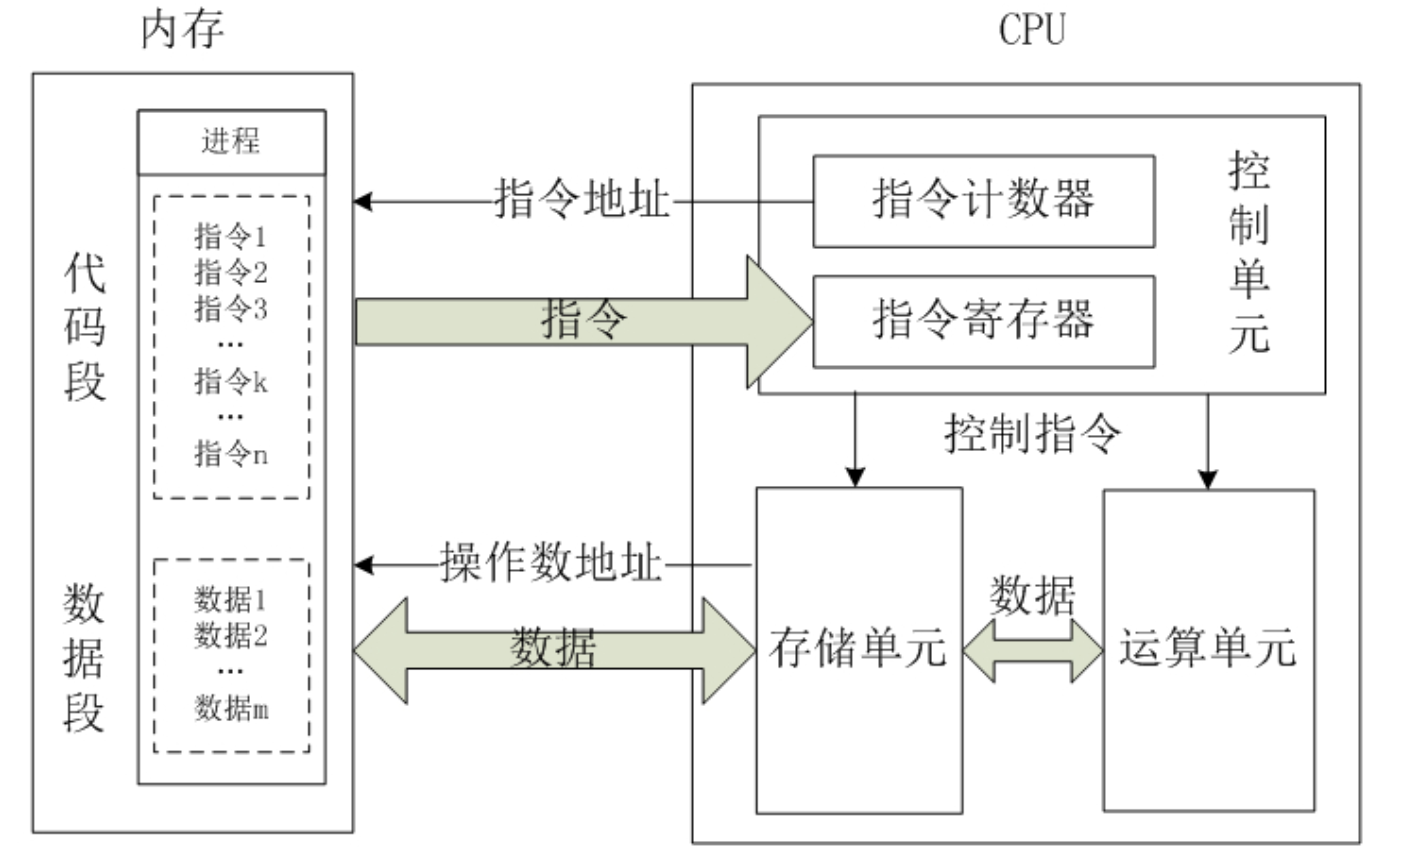 内存
CPU
进程
代码段
指令1
指令2
指令3
…
指令k
…
指令n
数据段
数据1
数据2
…
数据m
指令地址
指令
操作数地址
数据
指令计数器
指令寄存器
控制单元
控制指令
存储单元
数据
运算单元